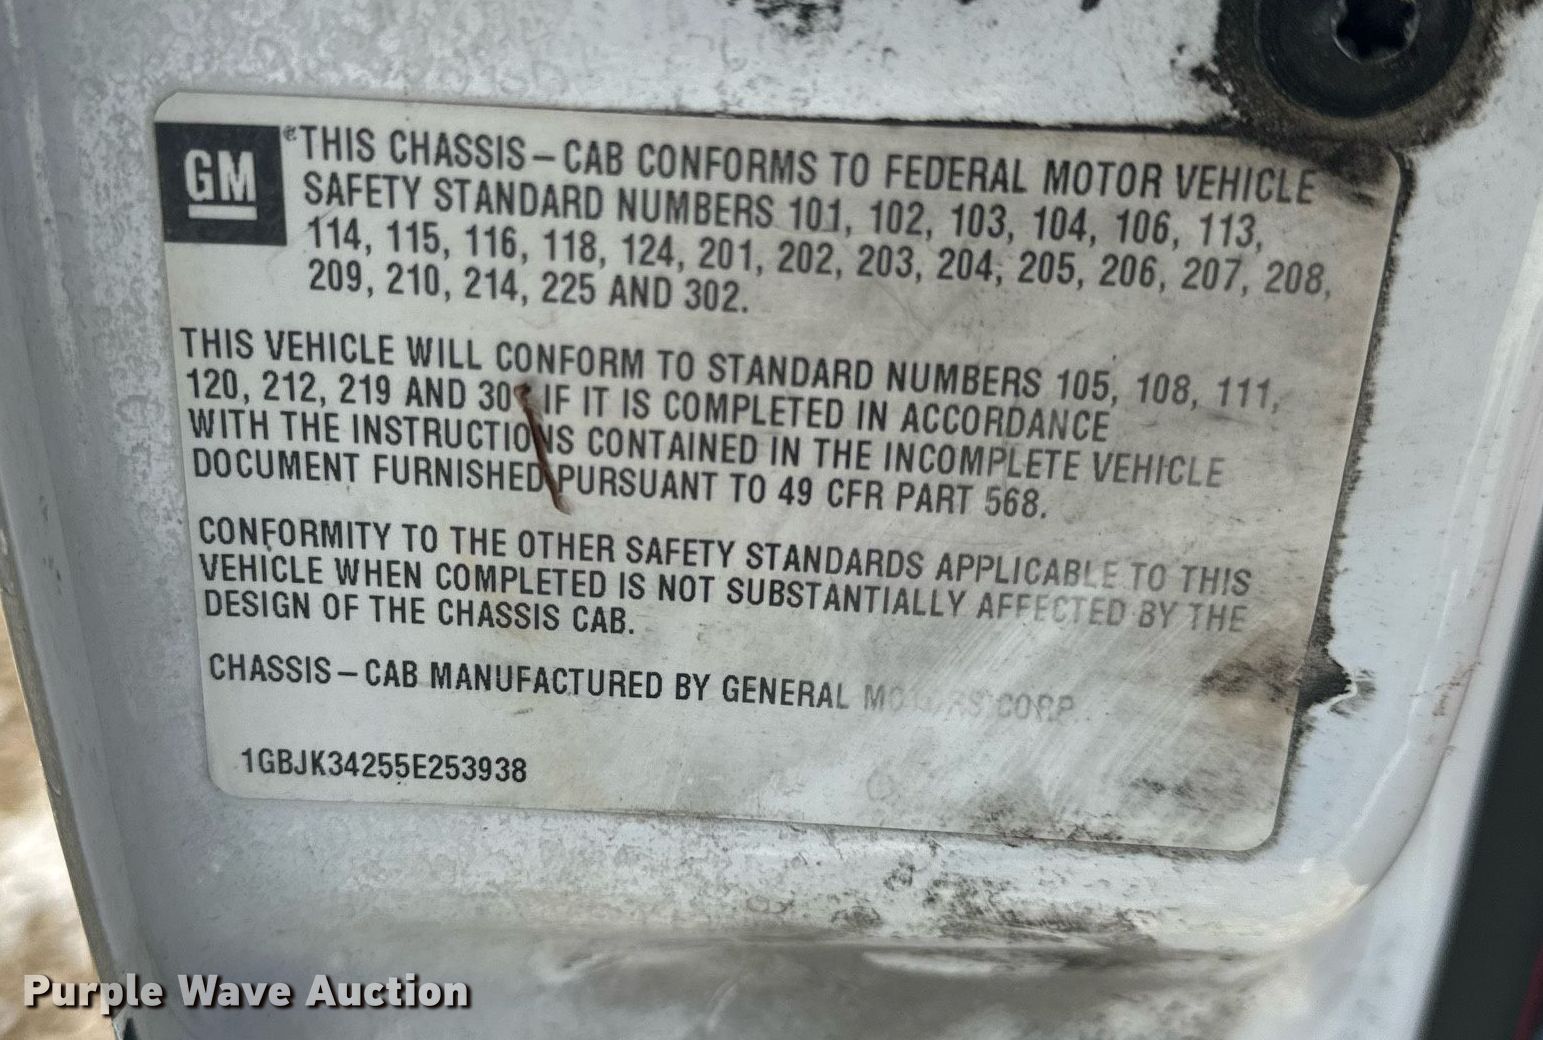 GM
®THIS CHASSIS–CAB CONFORMS TO FEDERAL MOTOR VEHICLE
SAFETY STANDARD NUMBERS 101, 102, 103, 104, 106, 113,
114, 115, 116, 118, 124, 201, 202, 203, 204, 205, 206, 207, 208,
209, 210, 214, 225 AND 302.
THIS VEHICLE WILL CONFORM TO STANDARD NUMBERS 105, 108, 111,
120, 212, 219 AND IF IT IS COMPLETED IN ACCORDANCE
WITH THE INSTRUCTIONS CONTAINED IN THE INCOMPLETE VEHICLE
DOCUMENT FURNISHED PURSUANT TO 49 CFR PART 568.
CONFORMITY TO THE OTHER SAFETY STANDARDS APPLICABLE TO THIS
VEHICLE WHEN COMPLETED IS NOT SUBSTANTIALLY AFFECTED BY THE
DESIGN OF THE CHASSIS CAB.
CHASSIS–CAB MANUFACTURED BY GENERAL MOTORS CORP.
1GBJK34255E253938
Purple Wave Auction